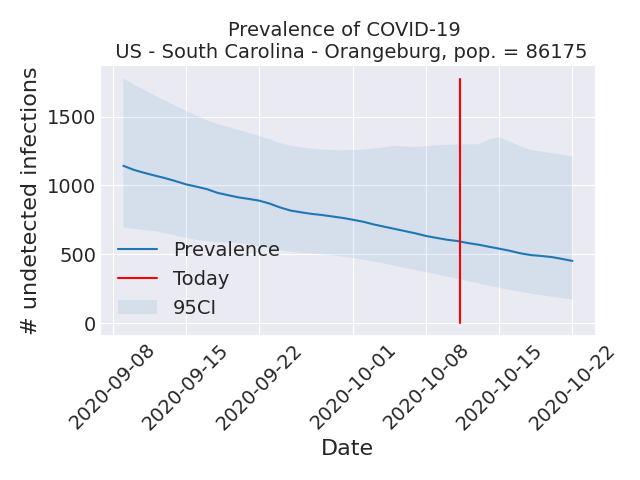 Prevalence of COVID-19
US - South Carolina - Orangeburg, pop. = 86175
# undetected infections
1500
1000
500
0
Prevalence
Today
95CI
2020-09-08
2020-09-15
2020-09-22
2020-10-01
2020-10-08
2020-10-15
2020-10-22
Date